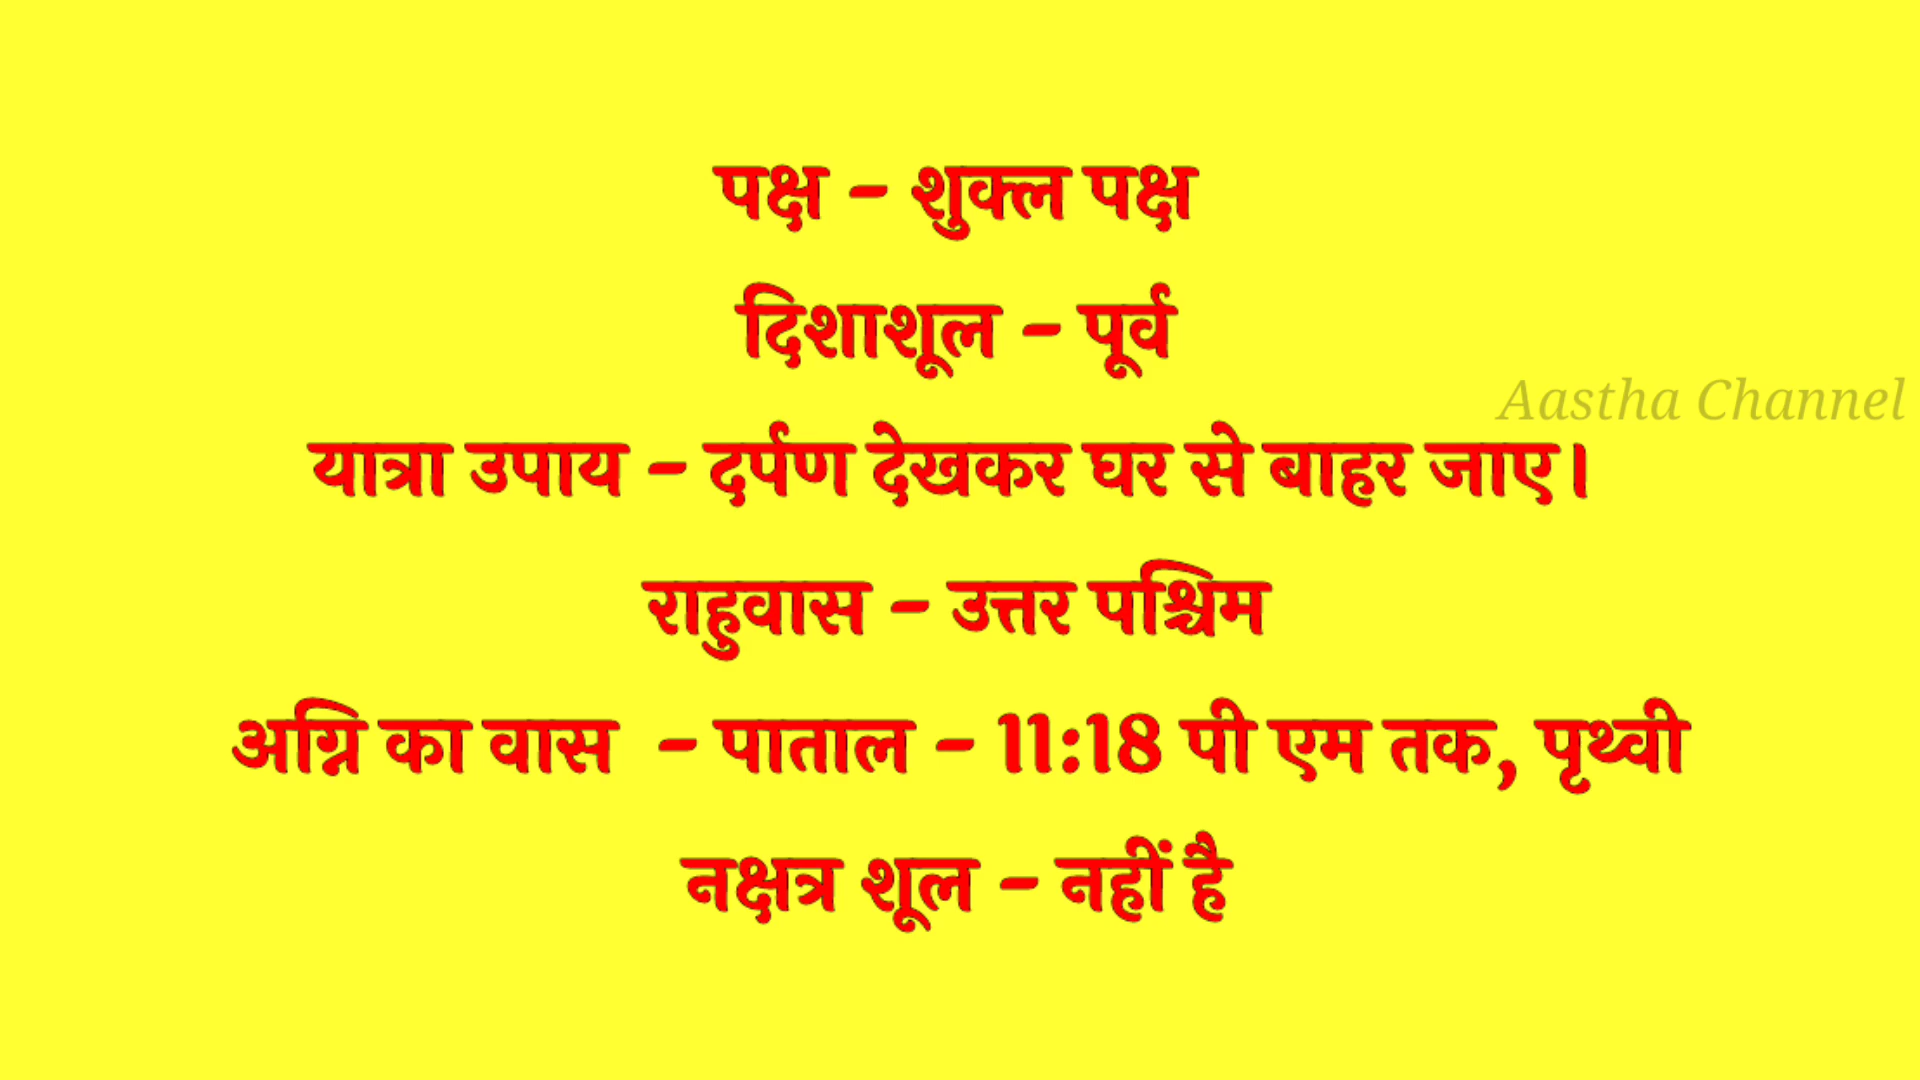 पक्ष - शुक्ल पक्ष
दिशाशूल - पूर्व
Aastha Channel
यात्रा उपाय - दर्पण देखकर घर से बाहर जाए।
राहुवास - उत्तर पश्चिम
अग्नि का वास - पाताल - 11:18 पी एम तक, पृथ्वी
नक्षत्र शूल - नहीं है